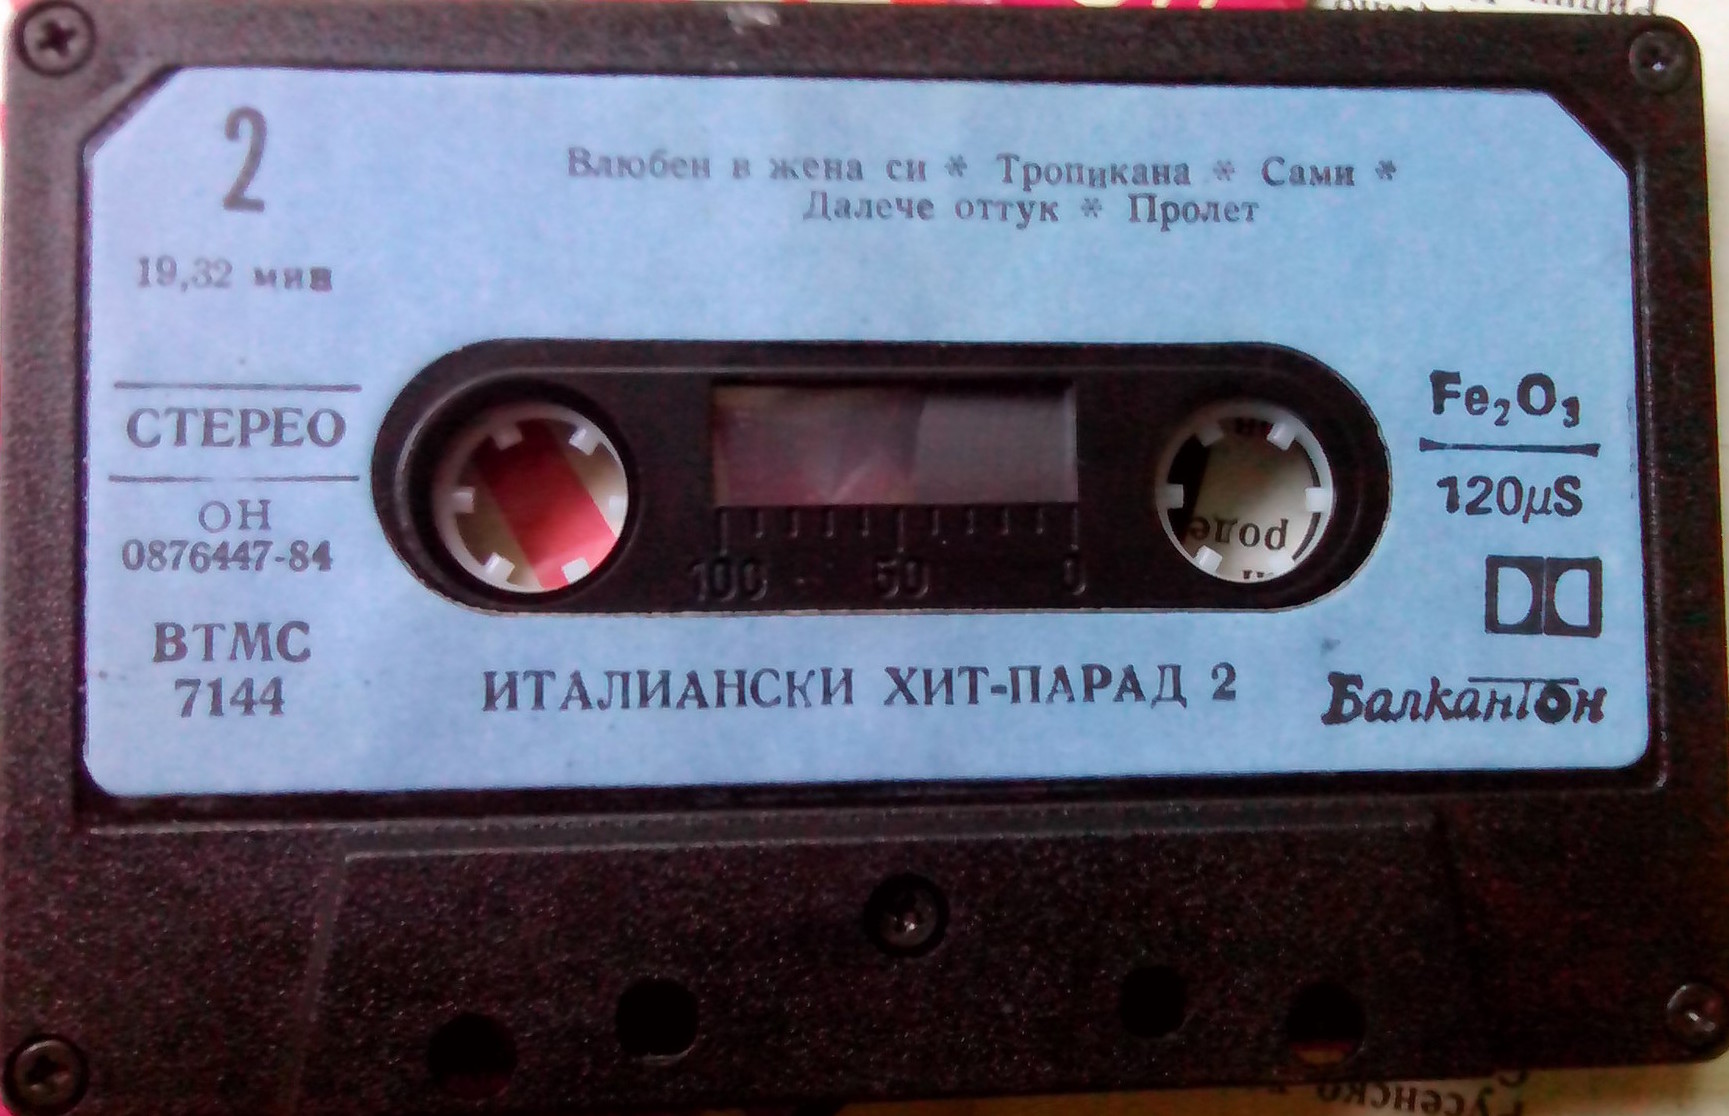 2
Влюбен в жена си * Тропикана * Сами *
Далече оттук * Пролет
19,32 мин
СТЕРЕО
ОН
0876447-84
ВТМС
7144
100 50 0
Fe₂O₃
120µS
ИТАЛИАНСКИ ХИТ-ПАРАД 2
Балкантон